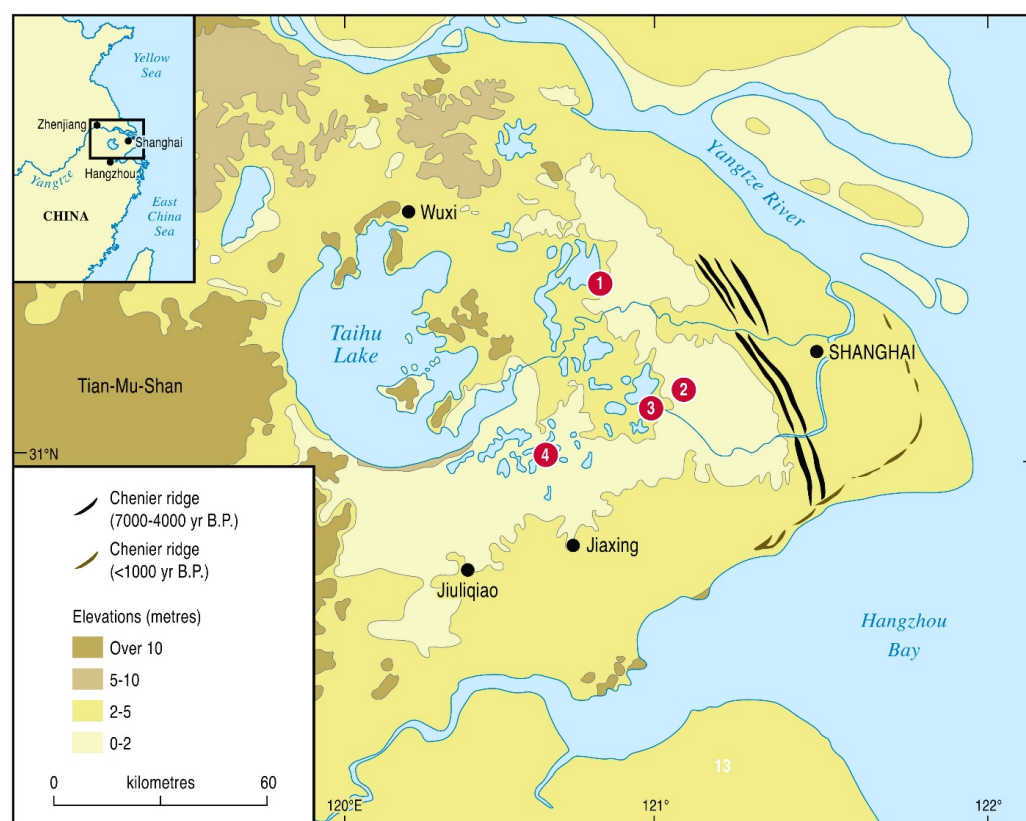 Yellow
Sea
Zhenjiang
Shanghai
Hangzhou
Yangtze
CHINA
East
China
Sea
Wuxi
Yangtze River
1
Taihu
Lake
SHANGHAI
Tian-Mu-Shan
2
3
4
31°N
Chenier ridge
(7000-4000 yr B.P.)
Chenier ridge
(<1000 yr B.P.)
Jiaxing
Jiuliqiao
Elevations (metres)
Over 10
5-10
2-5
0-2
Hangzhou
Bay
0 kilometres 60
13
120°E
121°
122°